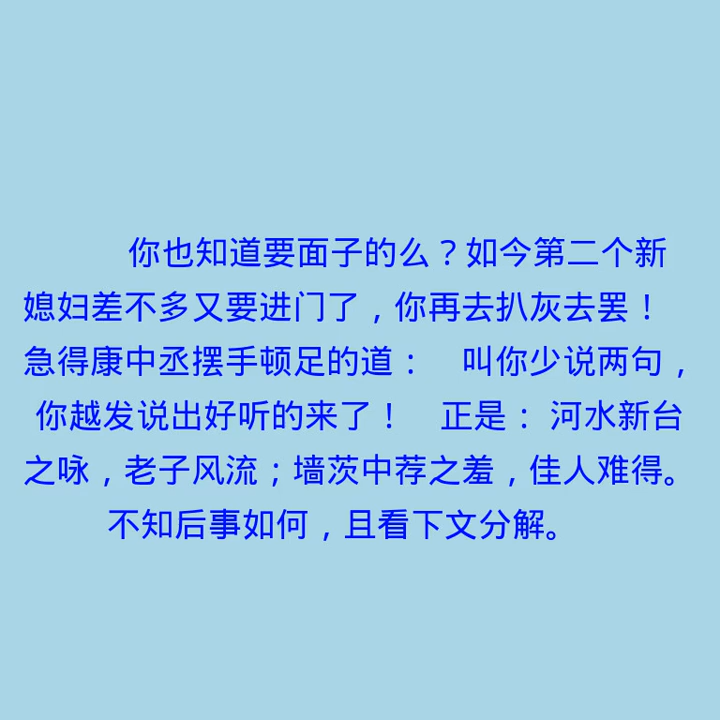 你也知道要面子的么？如今第二个新
媳妇差不多又要进门了，你再去扒灰去罢！
急得康中丞摆手顿足的道： 叫你少说两句，
你越发说出好听的来了！ 正是：河水新台
之咏，老子风流；墙茨中荐之羞，佳人难得。
不知后事如何，且看下文分解。